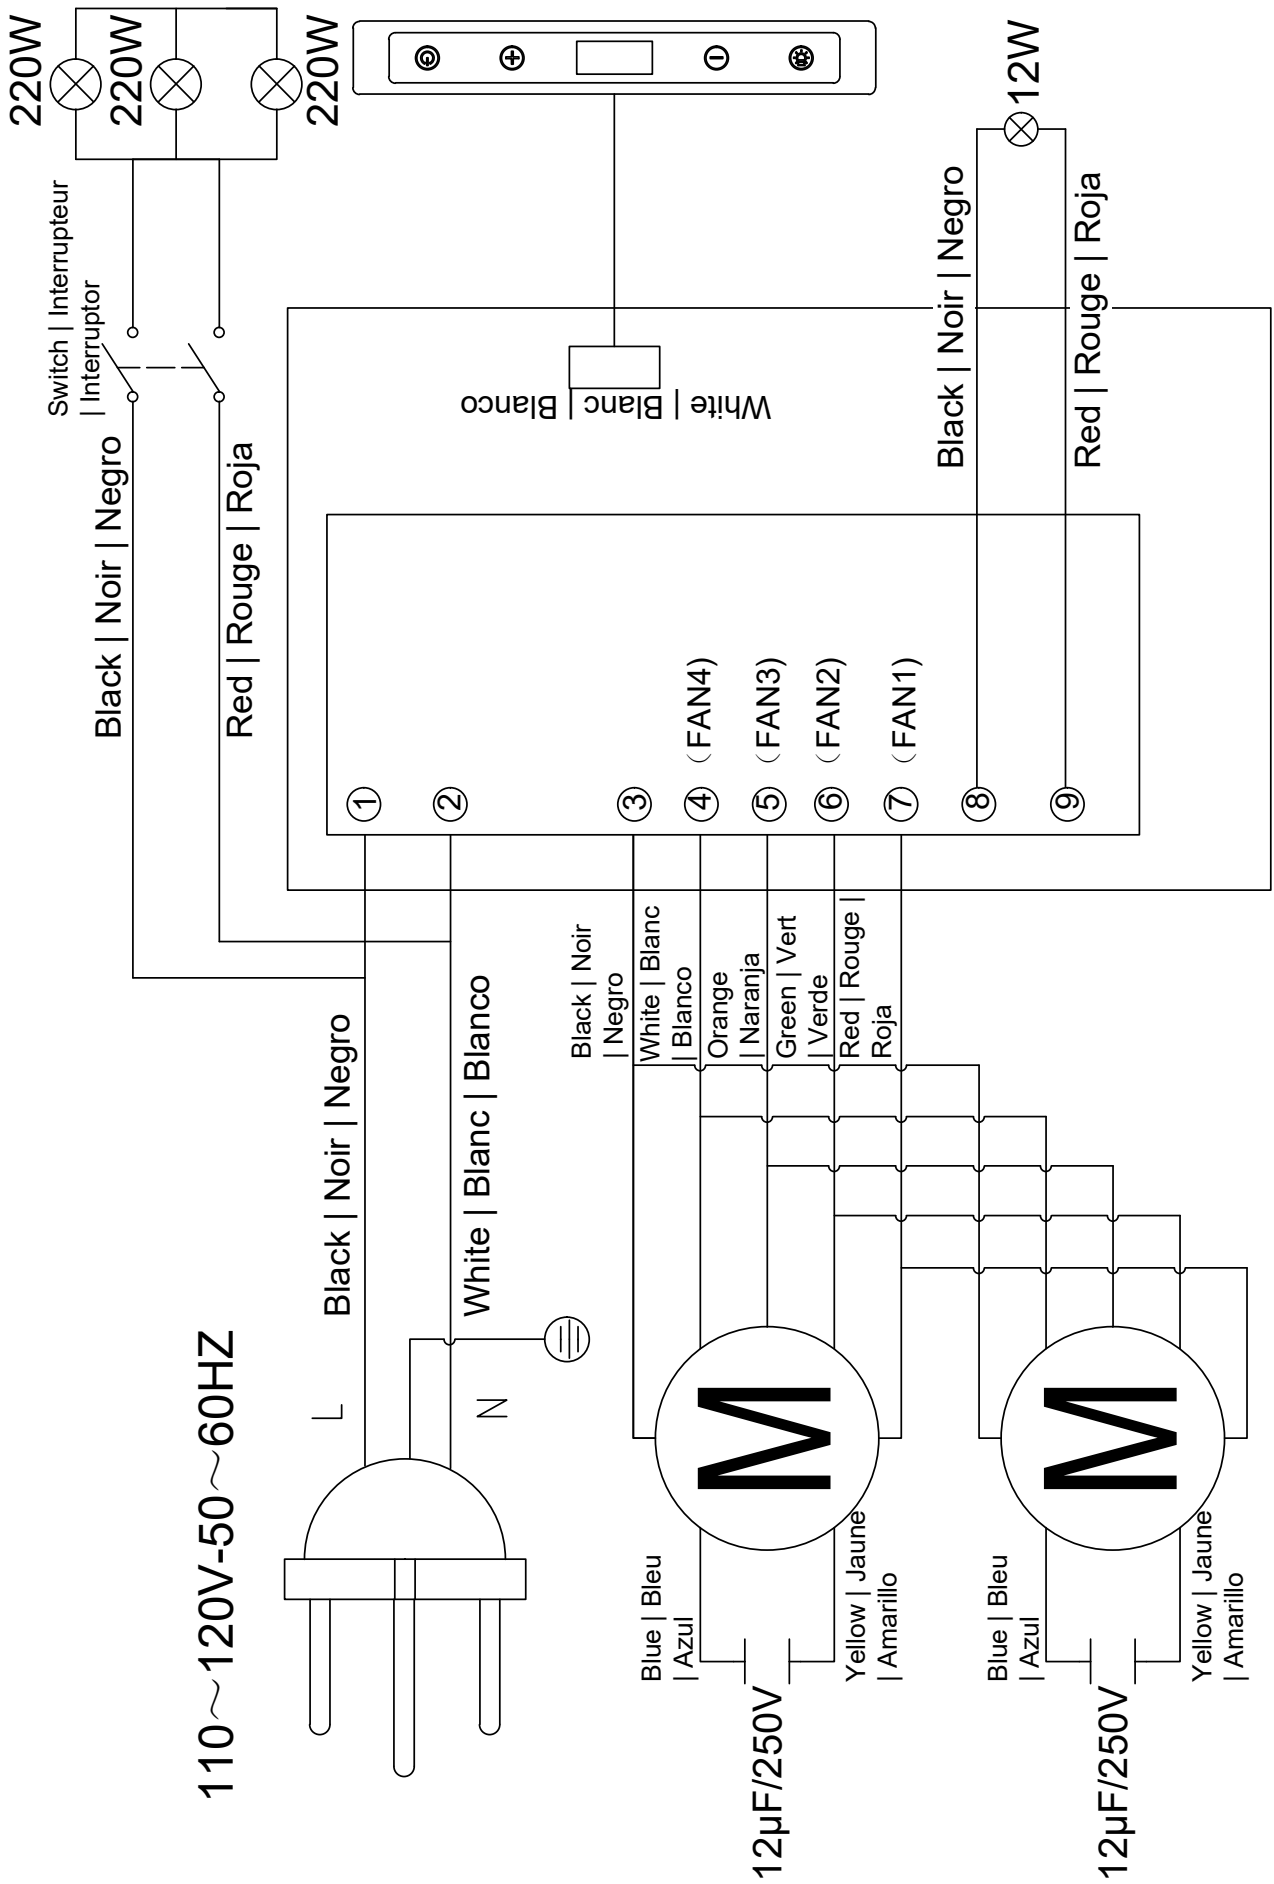 220W
220W
220W
Switch | Interrupteur
| Interruptor
Black | Noir | Negro
Red | Rouge | Roja
White | Blanc | Blanco
12W
Black | Noir | Negro
Red | Rouge | Roja
1
2
3
4 (FAN4)
5 (FAN3)
6 (FAN2)
7 (FAN1)
8
9
110~120V-50~60HZ
L
N
Black | Noir | Negro
White | Blanc | Blanco
Black | Noir
| Negro
White | Blanc
| Blanco
Orange
| Naranja
Green | Vert
| Verde
Red | Rouge |
Roja
M
Blue | Bleu
| Azul
Yellow | Jaune
| Amarillo
12µF/250V
M
Blue | Bleu
| Azul
Yellow | Jaune
| Amarillo
12µF/250V